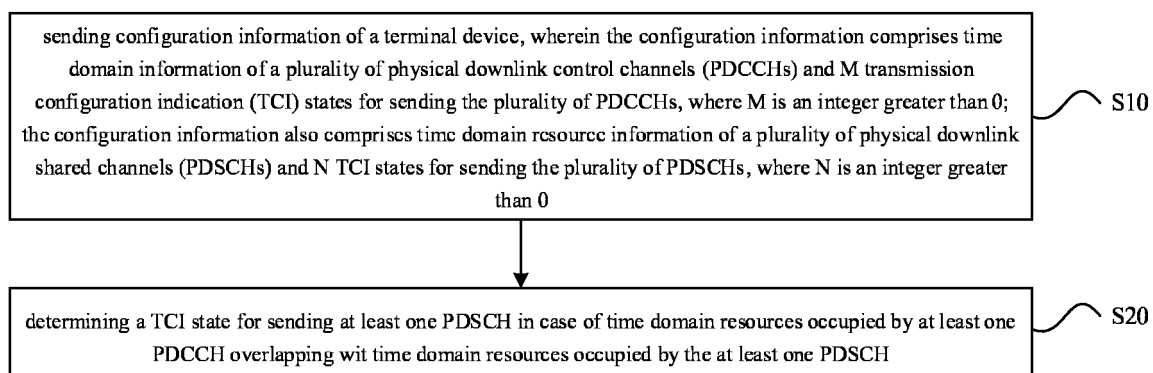 sending configuration information of a terminal device, wherein the configuration information comprises time
domain information of a plurality of physical downlink control channels (PDCCHs) and M transmission
configuration indication (TCI) states for sending the plurality of PDCCHs, where M is an integer greater than 0;
the configuration information also comprises time domain resource information of a plurality of physical downlink
shared channels (PDSCHs) and N TCI states for sending the plurality of PDSCHs, where N is an integer greater
than 0
S10
determining a TCI state for sending at least one PDSCH in case of time domain resources occupied by at least one
PDCCH overlapping wit time domain resources occupied by the at least one PDSCH
S20